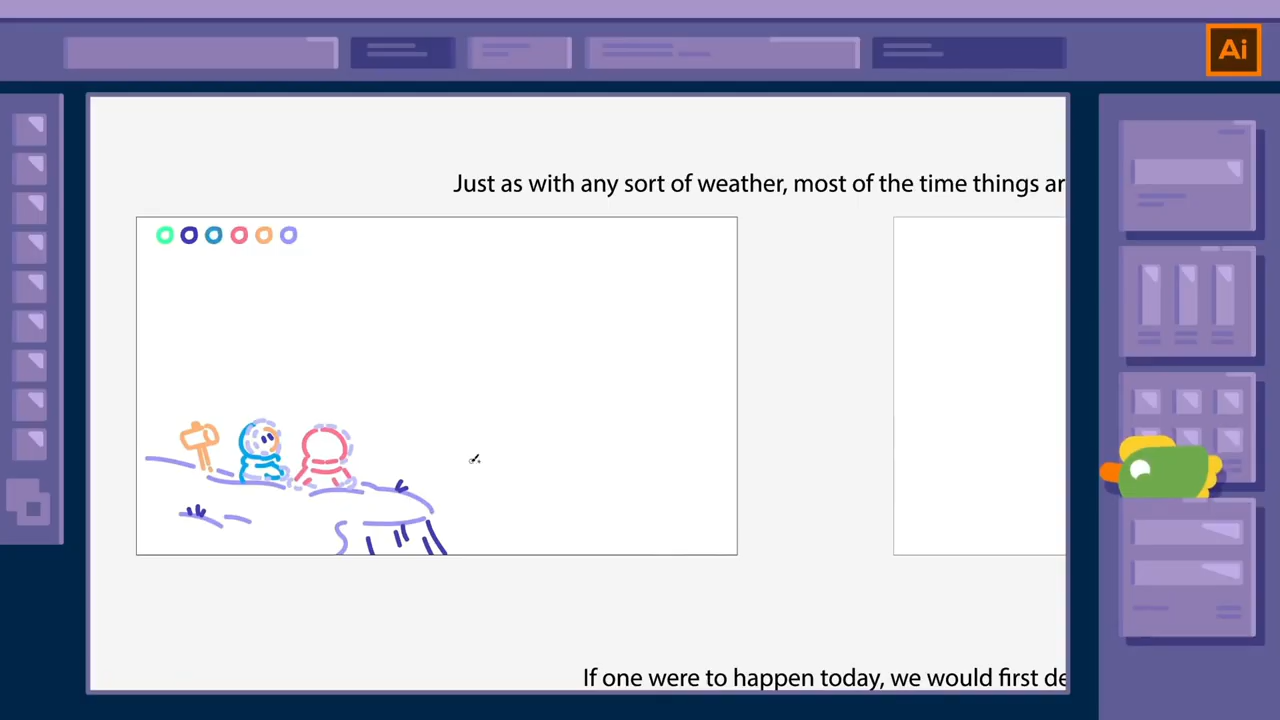 Ai
Just as with any sort of weather, most of the time things ar
If one were to happen today, we would first de